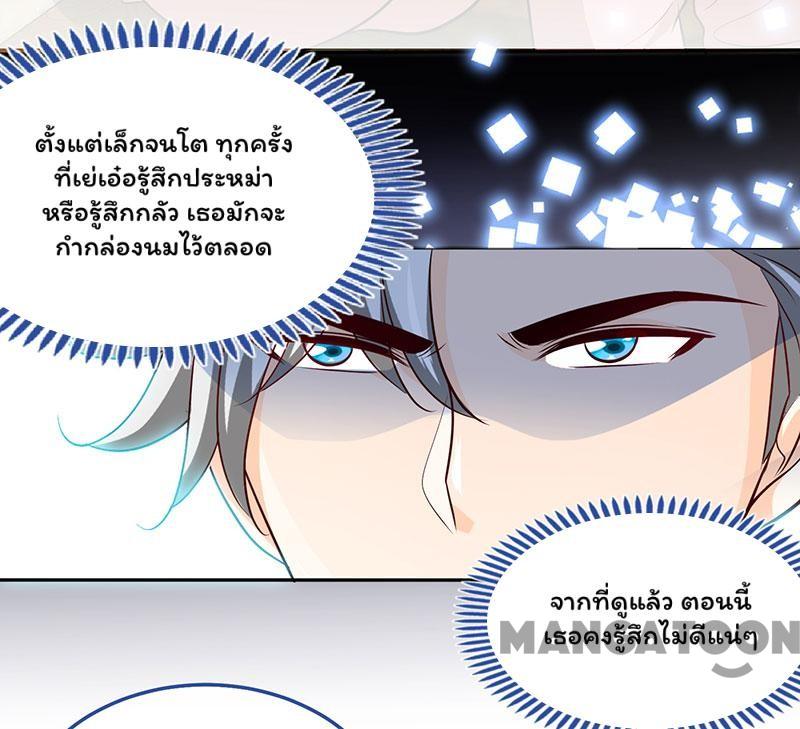 ตั้งแต่เล็กจนโต ทุกครั้ง
ที่เย่เอ๋อรู้สึกประหม่า
หรือรู้สึกกลัว เธอมักจะ
กำกล่องนมไว้ตลอด
จากที่ดูแล้ว ตอนนี้
เธอคงรู้สึกไม่ดีแน่ๆ
MANGATOON